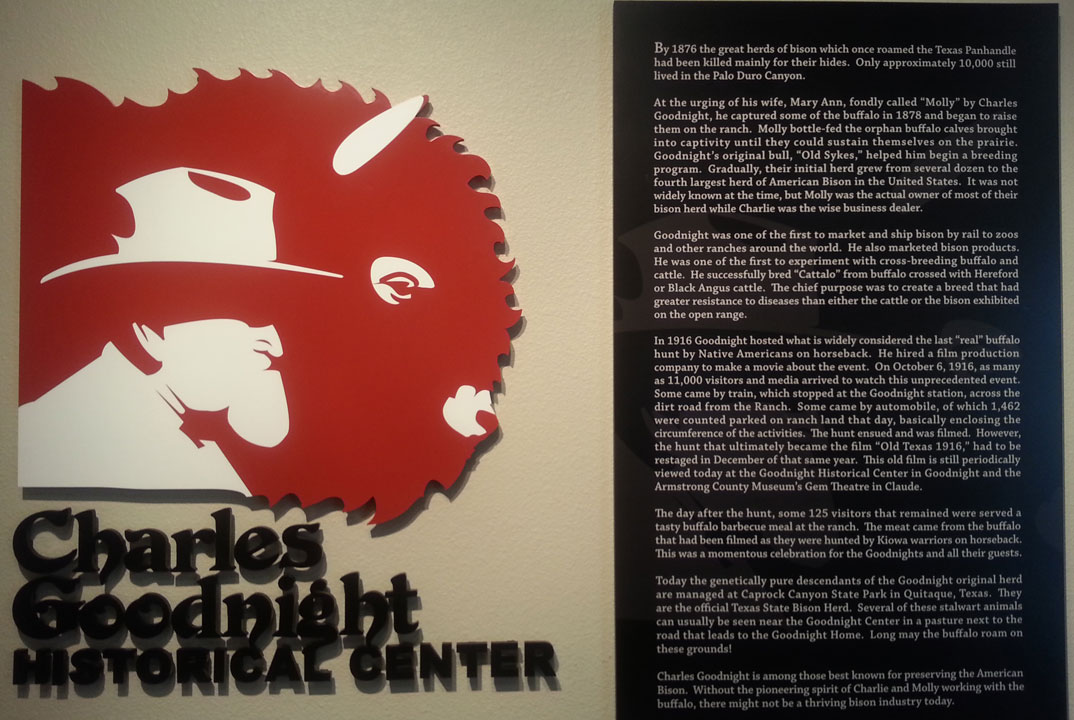 Charles
Goodnight
HISTORICAL CENTER
By 1876 the great herds of bison which once roamed the Texas Panhandle
had been killed mainly for their hides. Only approximately 10,000 still
lived in the Palo Duro Canyon.
At the urging of his wife, Mary Ann, fondly called "Molly" by Charles
Goodnight, he captured some of the buffalo in 1878 and began to raise
them on the ranch. Molly bottle-fed the orphan buffalo calves brought
into captivity until they could sustain themselves on the prairie.
Goodnight's original bull, "Old Sykes," helped him begin a breeding
program. Gradually, their initial herd grew from several dozen to the
fourth largest herd of American Bison in the United States. It was not
widely known at the time, but Molly was the actual owner of most of their
bison herd while Charlie was the wise business dealer.
Goodnight was one of the first to market and ship bison by rail to zoos
and other ranches around the world. He also marketed bison products.
He was one of the first to experiment with cross-breeding buffalo and
cattle. He successfully bred "Cattalo" from buffalo crossed with Hereford
or Black Angus cattle. The chief purpose was to create a breed that had
greater resistance to diseases than either the cattle or the bison exhibited
on the open range.
In 1916 Goodnight hosted what is widely considered the last "real" buffalo
hunt by Native Americans on horseback. He hired a film production
company to make a movie about the event. On October 6, 1916, as many
as 11,000 visitors and media arrived to watch this unprecedented event.
Some came by train, which stopped at the Goodnight station, across the
dirt road from the Ranch. Some came by automobile, of which 1,462
were counted parked on ranch land that day, basically enclosing the
circumference of the activities. The hunt ensued and was filmed. However,
the hunt that ultimately became the film "Old Texas 1916," had to be
restaged in December of that same year. This old film is still periodically
viewed today at the Goodnight Historical Center in Goodnight and the
Armstrong County Museum's Gem Theatre in Claude.
The day after the hunt, some 125 visitors that remained were served a
tasty buffalo barbecue meal at the ranch. The meat came from the buffalo
that had been filmed as they were hunted by Kiowa warriors on horseback.
This was a momentous celebration for the Goodnights and all their guests.
Today the genetically pure descendants of the Goodnight original herd
are managed at Caprock Canyon State Park in Quitaque, Texas. They
are the official Texas State Bison Herd. Several of these stalwart animals
can usually be seen near the Goodnight Center in a pasture next to the
road that leads to the Goodnight Home. Long may the buffalo roam on
these grounds!
Charles Goodnight is among those best known for preserving the American
Bison. Without the pioneering spirit of Charlie and Molly working with the
buffalo, there might not be a thriving bison industry today.